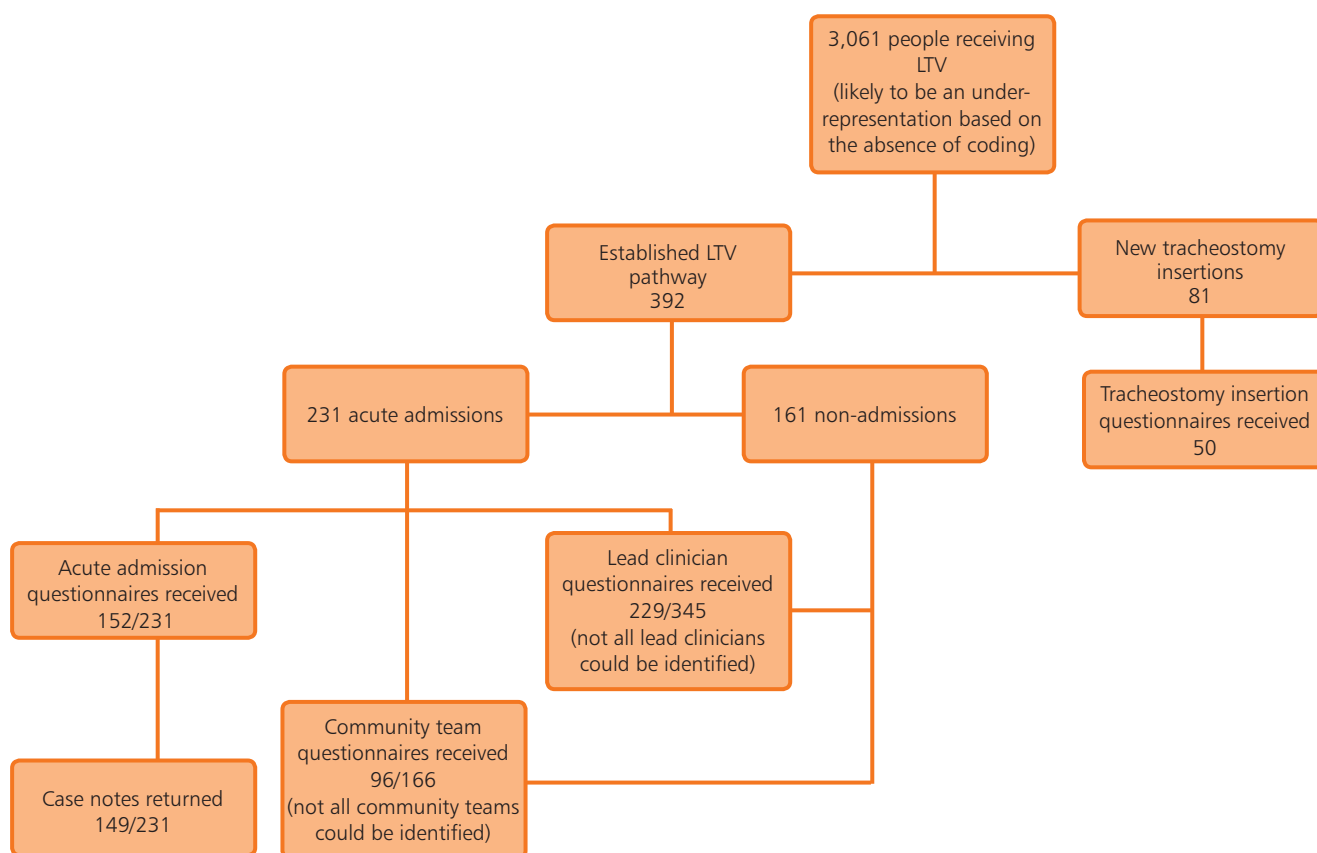 3,061 people receiving
LTV
(likely to be an under-
representation based on
the absence of coding)
Established LTV
pathway
392
New tracheostomy
insertions
81
231 acute admissions
161 non-admissions
Tracheostomy insertion
questionnaires received
50
Acute admission
questionnaires received
152/231
Lead clinician
questionnaires received
229/345
(not all lead clinicians
could be identified)
Community team
questionnaires received
96/166
(not all community teams
could be identified)
Case notes returned
149/231